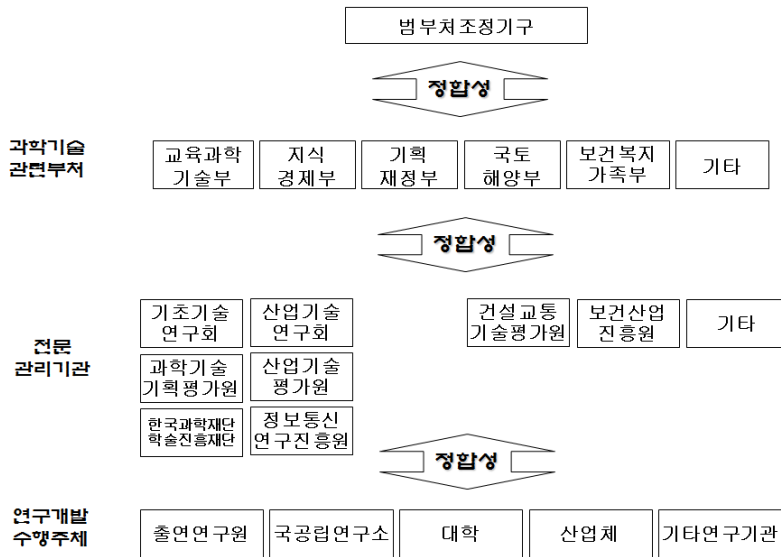 범부처조정기구
정합성
과학기술
관련부처
교육과학
기술부
지식
경제부
기획
재정부
국토
해양부
보건복지
가족부
기타
정합성
전문
관리기관
기초기술
연구회
산업기술
연구회
건설교통
기술평가원
보건산업
진흥원
기타
과학기술
기획평가원
산업기술
평가원
한국과학재단
학술진흥재단
정보통신
연구진흥원
정합성
연구개발
수행주체
출연연구원
국공립연구소
대학
산업체
기타연구기관